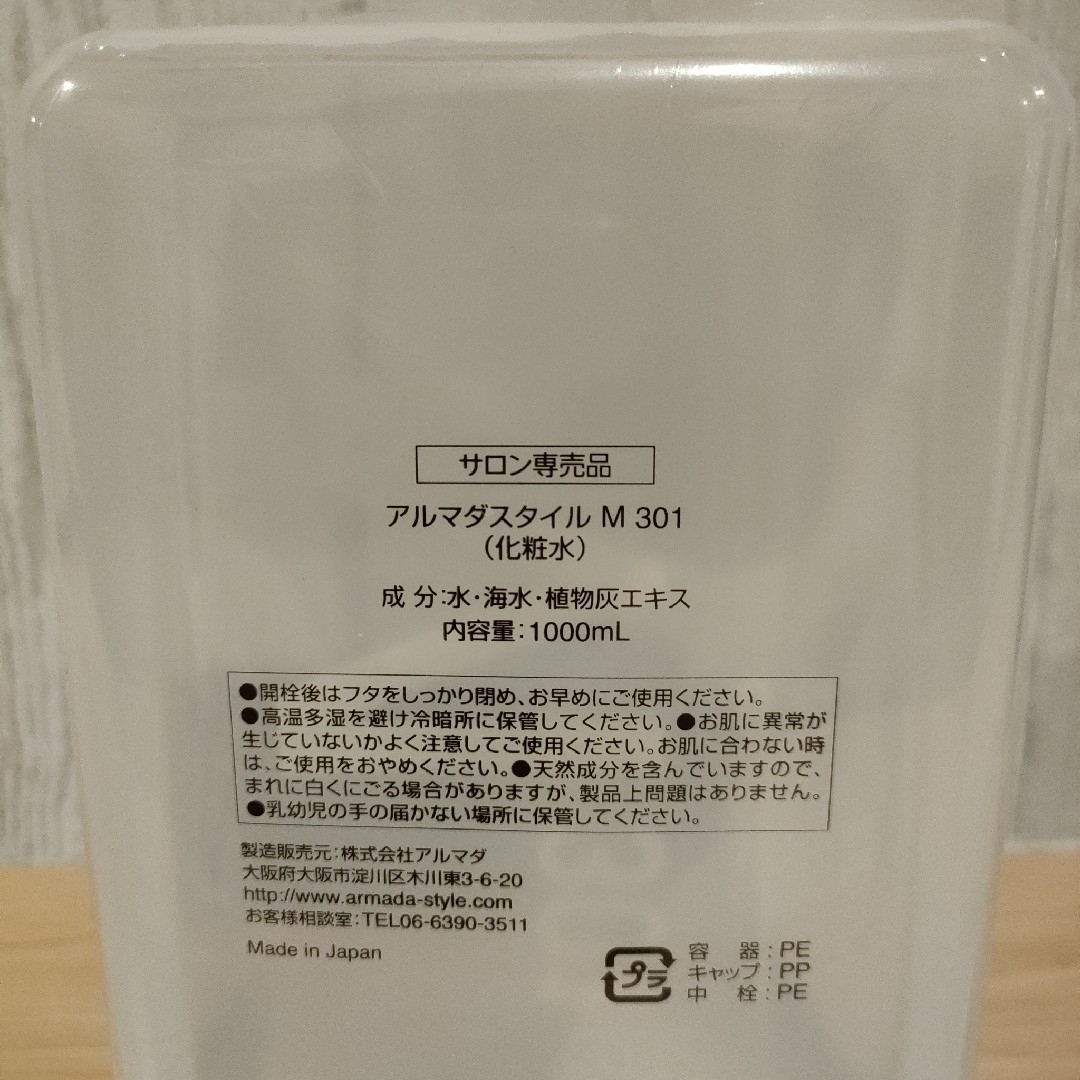 サロン専売品
アルマダスタイル M 301
（化粧水）
成 分:水・海水・植物灰エキス
内容量：1000mL
●開栓後はフタをしっかり閉め、お早めにご使用ください。
●高温多湿を避け冷暗所に保管してください。●お肌に異常が
生じていないかよく注意してご使用ください。お肌に合わない時
は、ご使用をおやめください。●天然成分を含んでいますので、
まれに白くにごる場合がありますが、製品上問題はありません。
●乳幼児の手の届かない場所に保管してください。
製造販売元：株式会社アルマダ
大阪府大阪市淀川区木川東3-6-20
http://www.armada-style.com
お客様相談室：TEL06-6390-3511
Made in Japan
プラ
容 器：PE
キャップ：PP
中 栓：PE